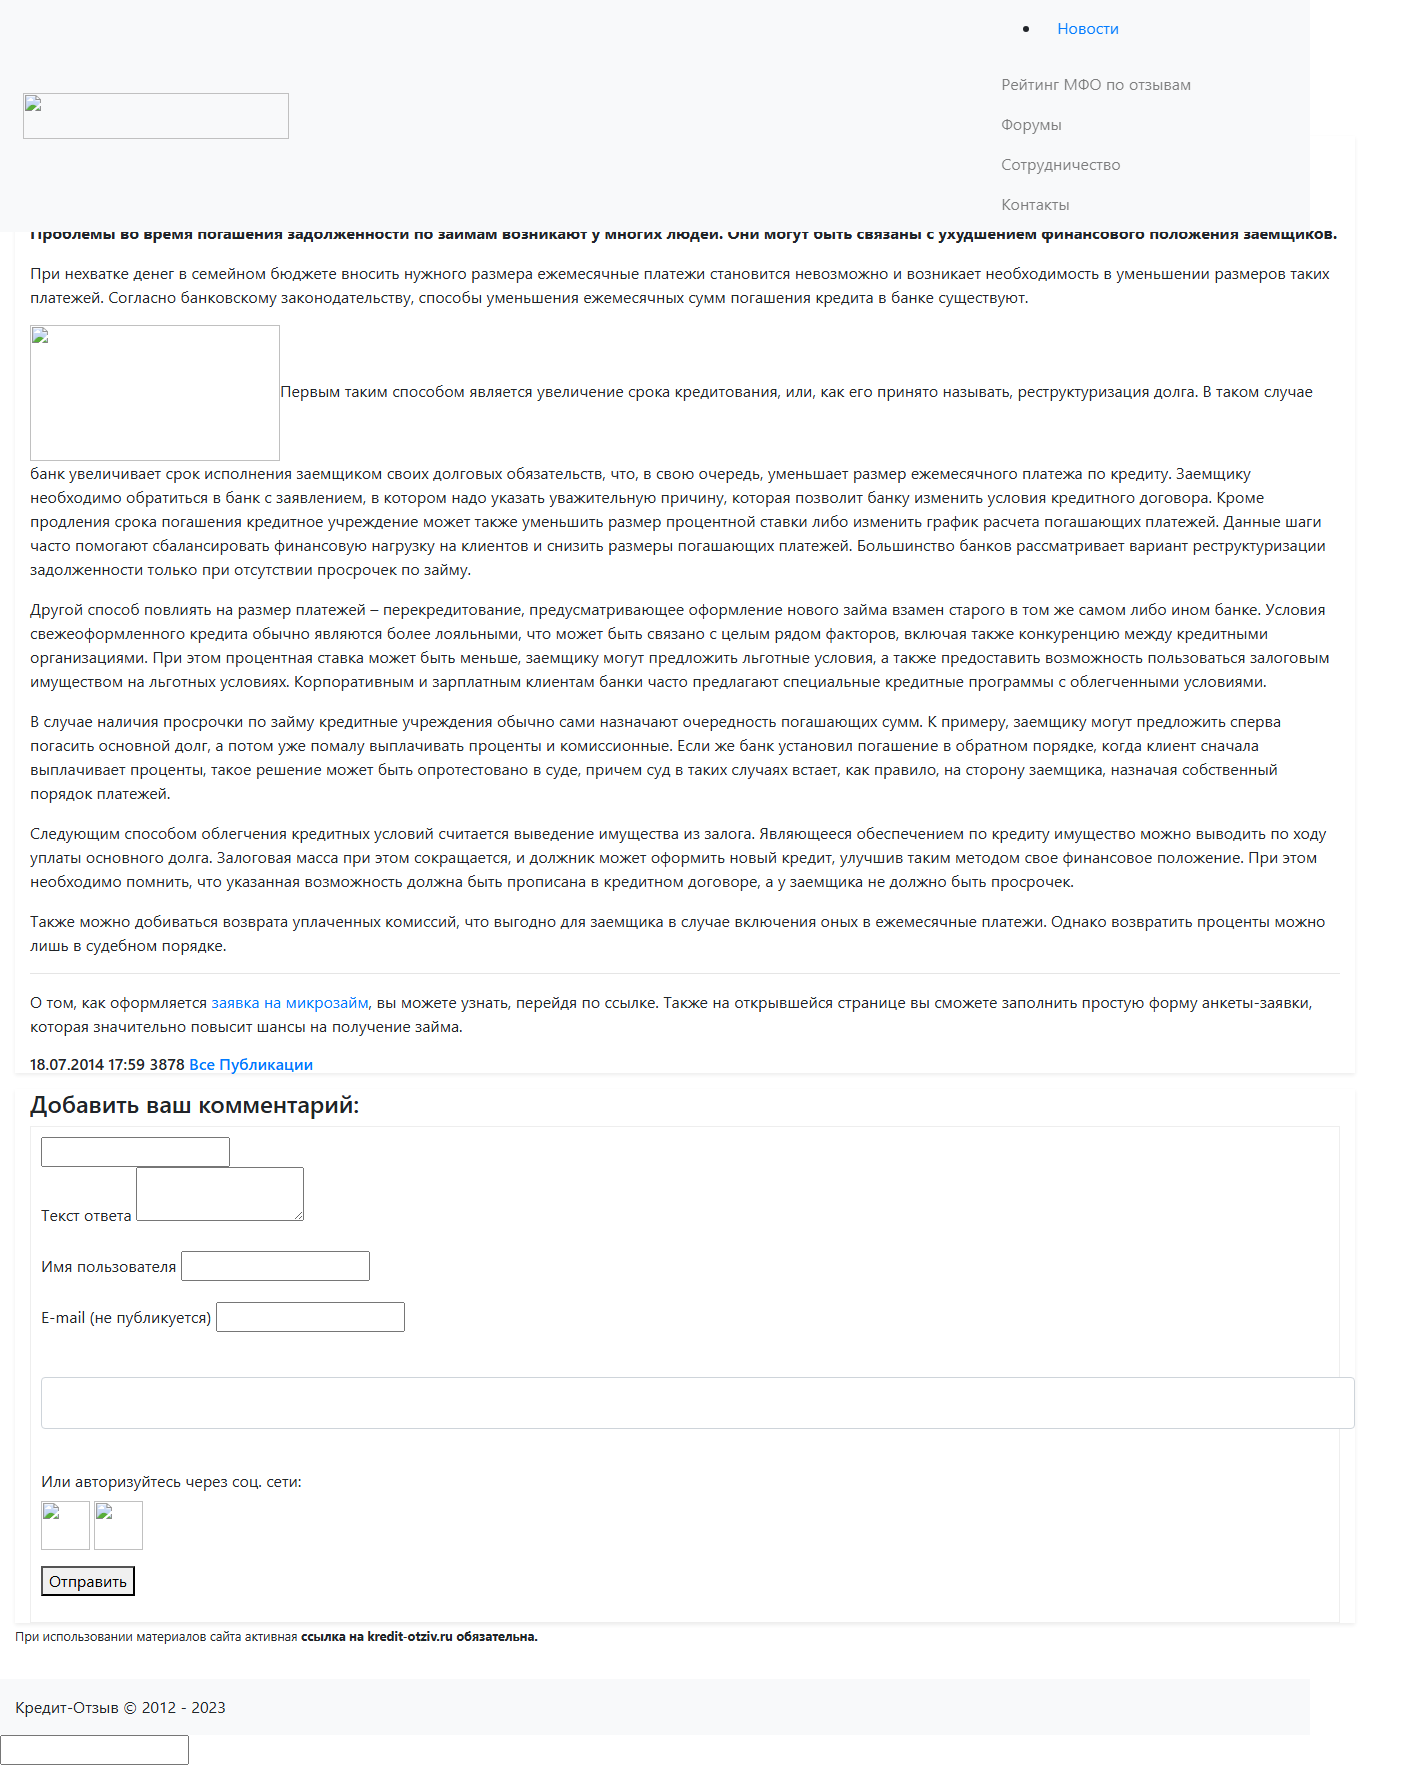 Новости
Рейтинг МФО по отзывам
Форумы
Сотрудничество
Контакты
Проблемы во время погашения задолженности по займам возникают у многих людей. Они могут быть связаны с ухудшением финансового положения заемщиков.
При нехватке денег в семейном бюджете вносить нужного размера ежемесячные платежи становится невозможно и возникает необходимость в уменьшении размеров таких
платежей. Согласно банковскому законодательству, способы уменьшения ежемесячных сумм погашения кредита в банке существуют.
Первым таким способом является увеличение срока кредитования, или, как его принято называть, реструктуризация долга. В таком случае
банк увеличивает срок исполнения заемщиком своих долговых обязательств, что, в свою очередь, уменьшает размер ежемесячного платежа по кредиту. Заемщику
необходимо обратиться в банк с заявлением, в котором надо указать уважительную причину, которая позволит банку изменить условия кредитного договора. Кроме
продления срока погашения кредитное учреждение может также уменьшить размер процентной ставки либо изменить график расчета погашающих платежей. Данные шаги
часто помогают сбалансировать финансовую нагрузку на клиентов и снизить размеры погашающих платежей. Большинство банков рассматривает вариант реструктуризации
задолженности только при отсутствии просрочек по займу.
Другой способ повлиять на размер платежей – перекредитование, предусматривающее оформление нового займа взамен старого в том же самом либо ином банке. Условия
свежеоформленного кредита обычно являются более лояльными, что может быть связано с целым рядом факторов, включая также конкуренцию между кредитными
организациями. При этом процентная ставка может быть меньше, заемщику могут предложить льготные условия, а также предоставить возможность пользоваться залоговым
имуществом на льготных условиях. Корпоративным и зарплатным клиентам банки часто предлагают специальные кредитные программы с облегченными условиями.
В случае наличия просрочки по займу кредитные учреждения обычно сами назначают очередность погашающих сумм. К примеру, заемщику могут предложить сперва
погасить основной долг, а потом уже помалу выплачивать проценты и комиссионные. Если же банк установил погашение в обратном порядке, когда клиент сначала
выплачивает проценты, такое решение может быть опротестовано в суде, причем суд в таких случаях встает, как правило, на сторону заемщика, назначая собственный
порядок платежей.
Следующим способом облегчения кредитных условий считается выведение имущества из залога. Являющееся обеспечением по кредиту имущество можно выводить по ходу
уплаты основного долга. Залоговая масса при этом сокращается, и должник может оформить новый кредит, улучшив таким методом свое финансовое положение. При этом
необходимо помнить, что указанная возможность должна быть прописана в кредитном договоре, а у заемщика не должно быть просрочек.
Также можно добиваться возврата уплаченных комиссий, что выгодно для заемщика в случае включения оных в ежемесячные платежи. Однако возвратить проценты можно
лишь в судебном порядке.
О том, как оформляется заявка на микрозайм, вы можете узнать, перейдя по ссылке. Также на открывшейся странице вы сможете заполнить простую форму анкеты-заявки,
которая значительно повысит шансы на получение займа.
18.07.2014 17:59 3878 Все Публикации
Добавить ваш комментарий:
Текст ответа
Имя пользователя
E-mail (не публикуется)
Или авторизуйтесь через соц. сети:
Отправить
При использовании материалов сайта активная ссылка на kredit-otziv.ru обязательна.
Кредит-Отзыв © 2012 - 2023